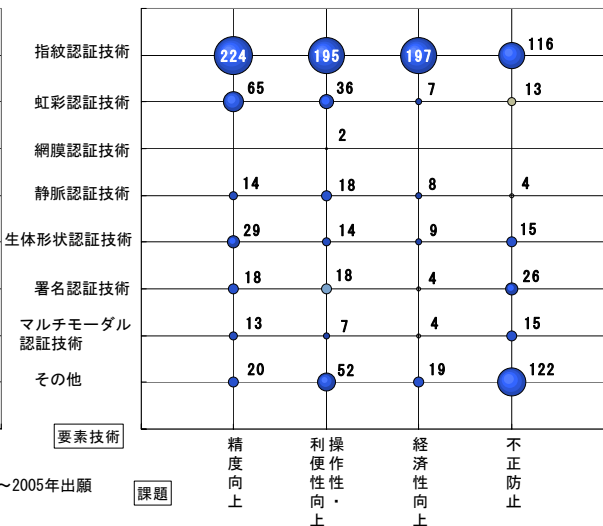 指紋認証技術 224 195 197 116
虹彩認証技術 65 36 7 13
網膜認証技術 2
静脈認証技術 14 18 8 4
生体形状認証技術 29 14 9 15
署名認証技術 18 18 4 26
マルチモーダル
認証技術 13 7 4 15
その他 20 52 19 122
要素技術
精度向上
操作性・
利便性向上
経済性向上
不正防止
～2005年出願
課題